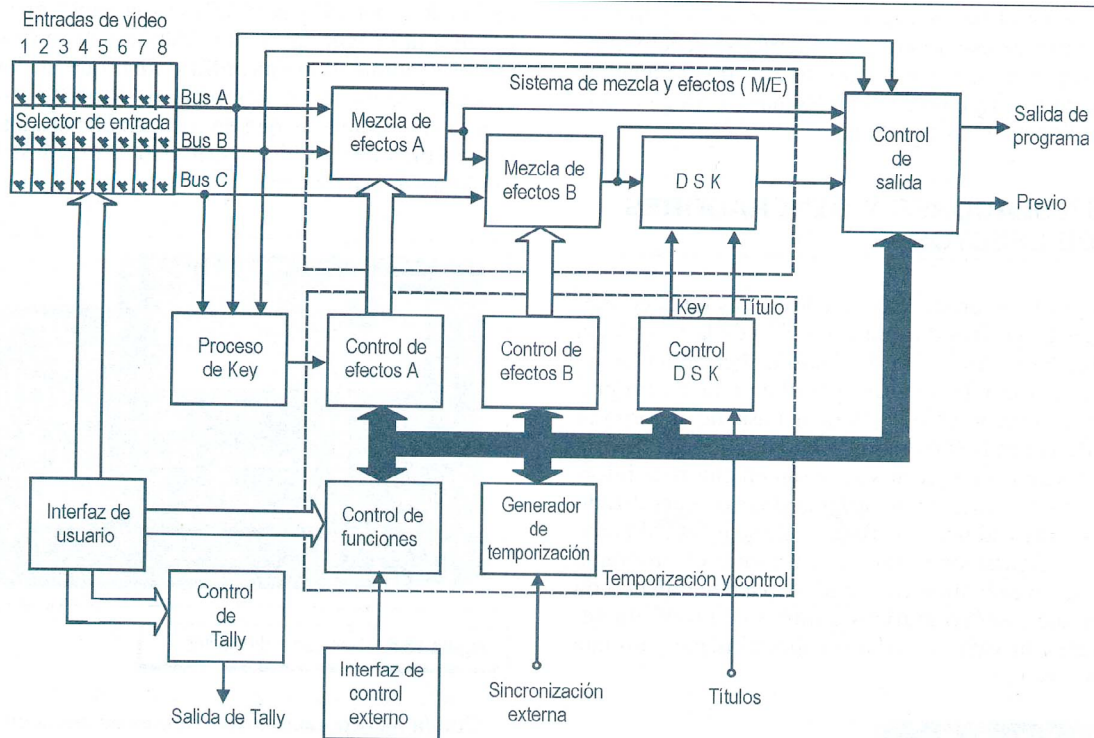 Entradas de video
1 2 3 4 5 6 7 8
Bus A
Selector de entrada
Bus B
Bus C
Sistema de mezcla y efectos ( M/E)
Mezcla de
efectos A
Mezcla de
efectos B
D S K
Control
de
salida
Salida de
programa
Previo
Key
Título
Proceso
de Key
Control de
efectos A
Control de
efectos B
Control
D S K
Interfaz de
usuario
Control de
funciones
Generador
de
temporización
Temporización y control
Control
de
Tally
Salida de Tally
Interfaz de
control
externo
Sincronización
externa
Títulos